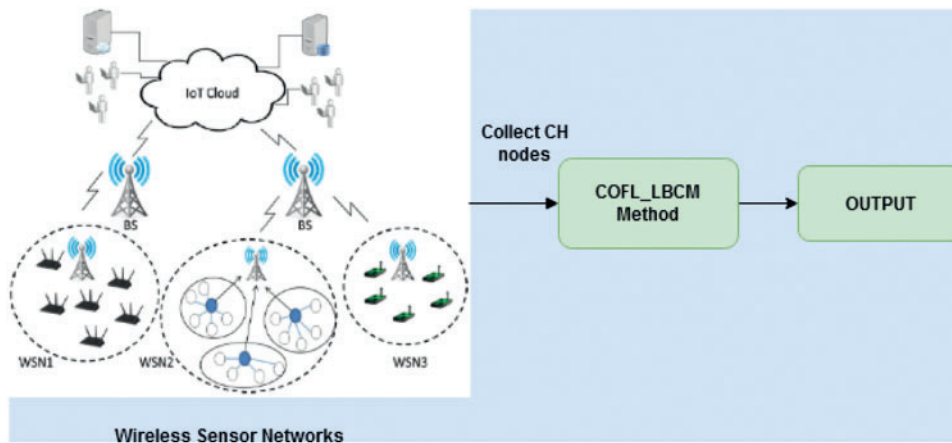 IoT Cloud
BS
BS
WSN1
WSN2
WSN3
Collect CH
nodes
COFL_LBCM
Method
OUTPUT
Wireless Sensor Networks